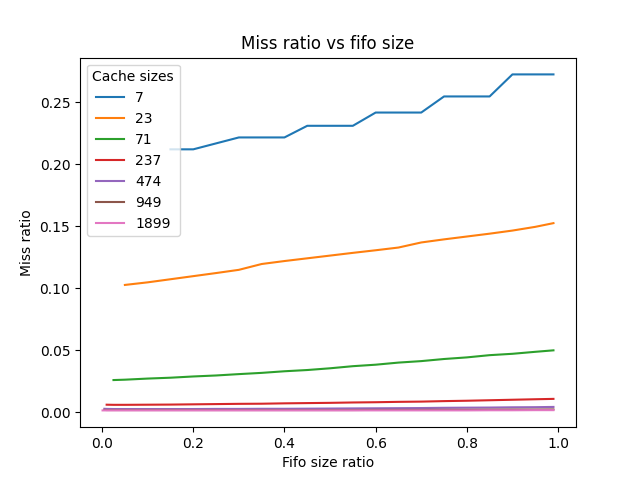 Miss ratio vs fifo size
Cache sizes
7
23
71
237
474
949
1899
0.25
0.20
0.15
0.10
0.05
0.00
Miss ratio
0.0 0.2 0.4 0.6 0.8 1.0
Fifo size ratio